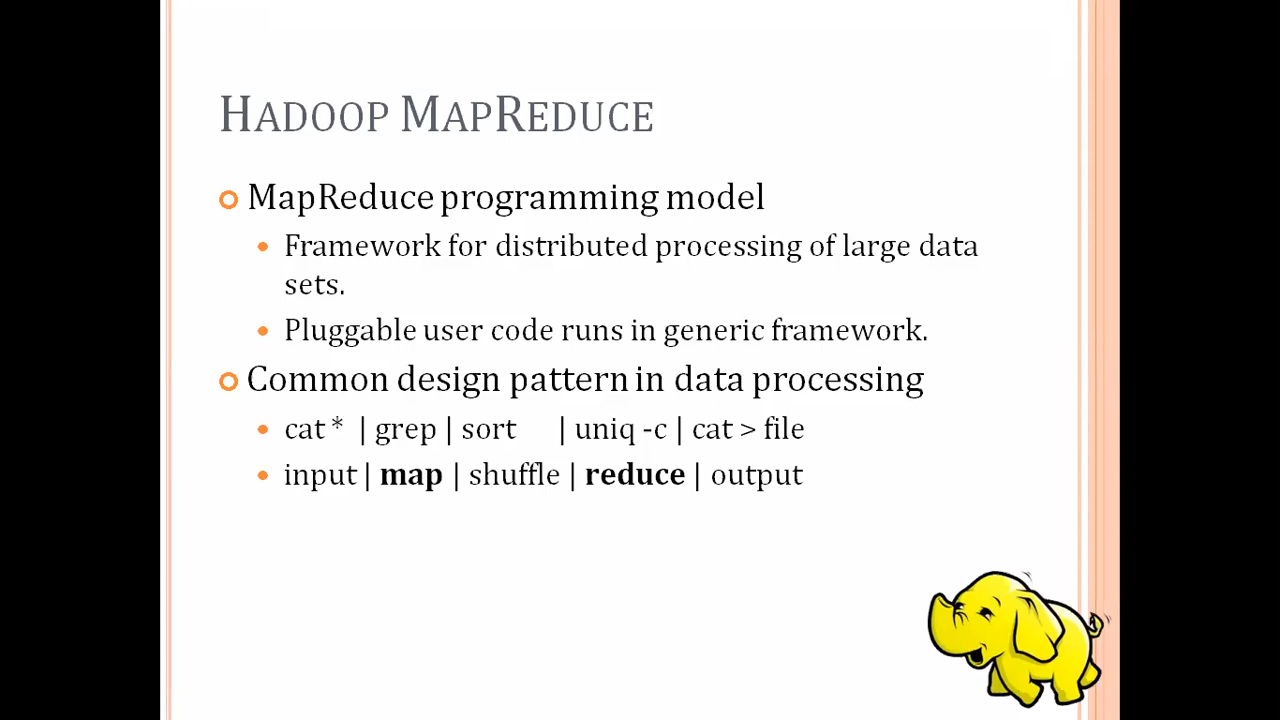 HADOOP MAPREDUCE
MapReduce programming model
Framework for distributed processing of large data
sets.
Pluggable user code runs in generic framework.
Common design pattern in data processing
cat * | grep | sort | uniq -c | cat > file
input | map | shuffle | reduce | output